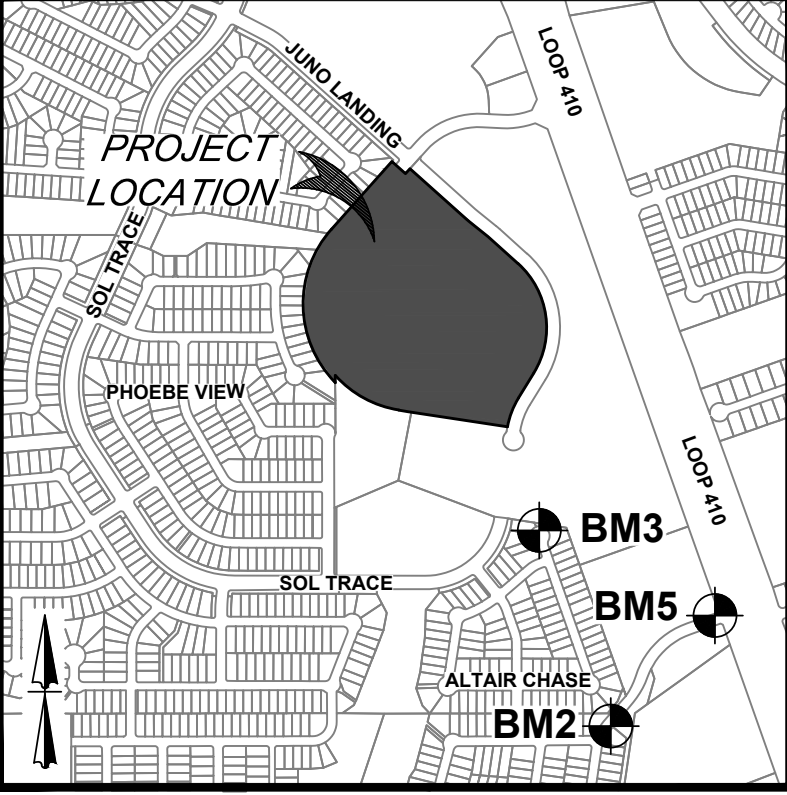 JUNO LANDING
LOOP 410
PROJECT
LOCATION
SOL TRACE
PHOEBE VIEW
LOOP 410
BM3
SOL TRACE
BM5
ALTAIR CHASE
BM2